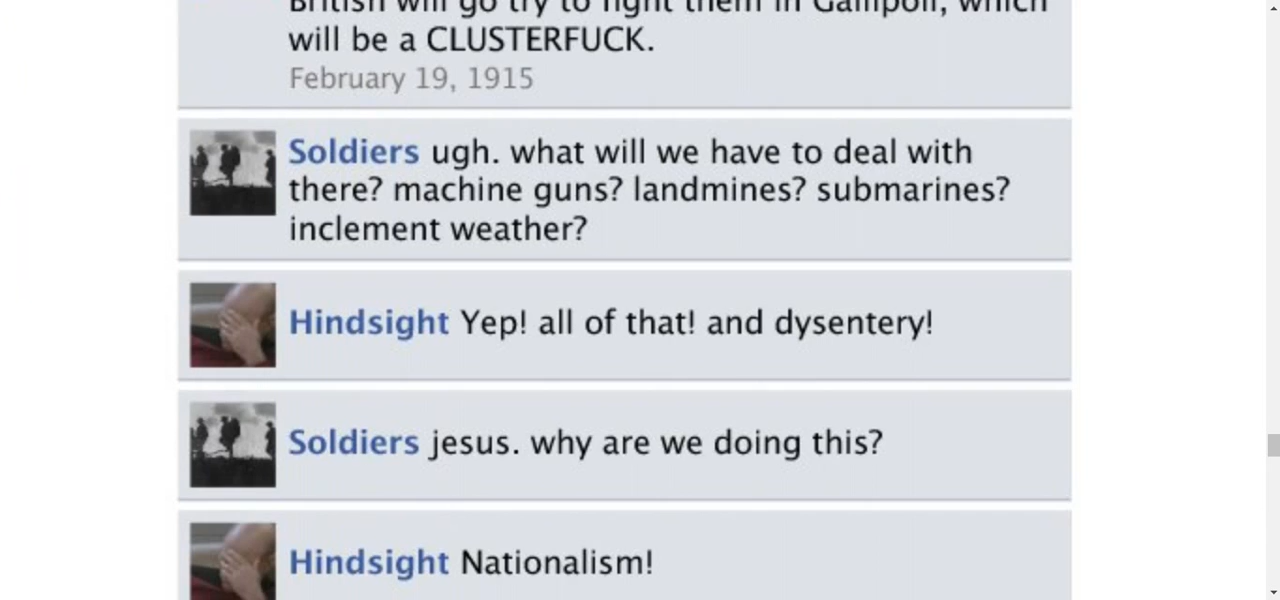 British will go try to fight them in Gallipoli, which
will be a CLUSTERFUCK.
February 19, 1915
Soldiers ugh. what will we have to deal with
there? machine guns? landmines? submarines?
inclement weather?
Hindsight Yep! all of that! and dysentery!
Soldiers jesus. why are we doing this?
Hindsight Nationalism!